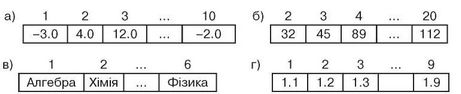 а) 1 2 3 ... 10 б) 2 3 4 ... 20
−3.0 4.0 12.0 ... −2.0 32 45 89 ... 112
в) 1 2 ... 6 г) 1 2 3 ... 9
Алгебра Хімія ... Фізика 1.1 1.2 1.3 1.9